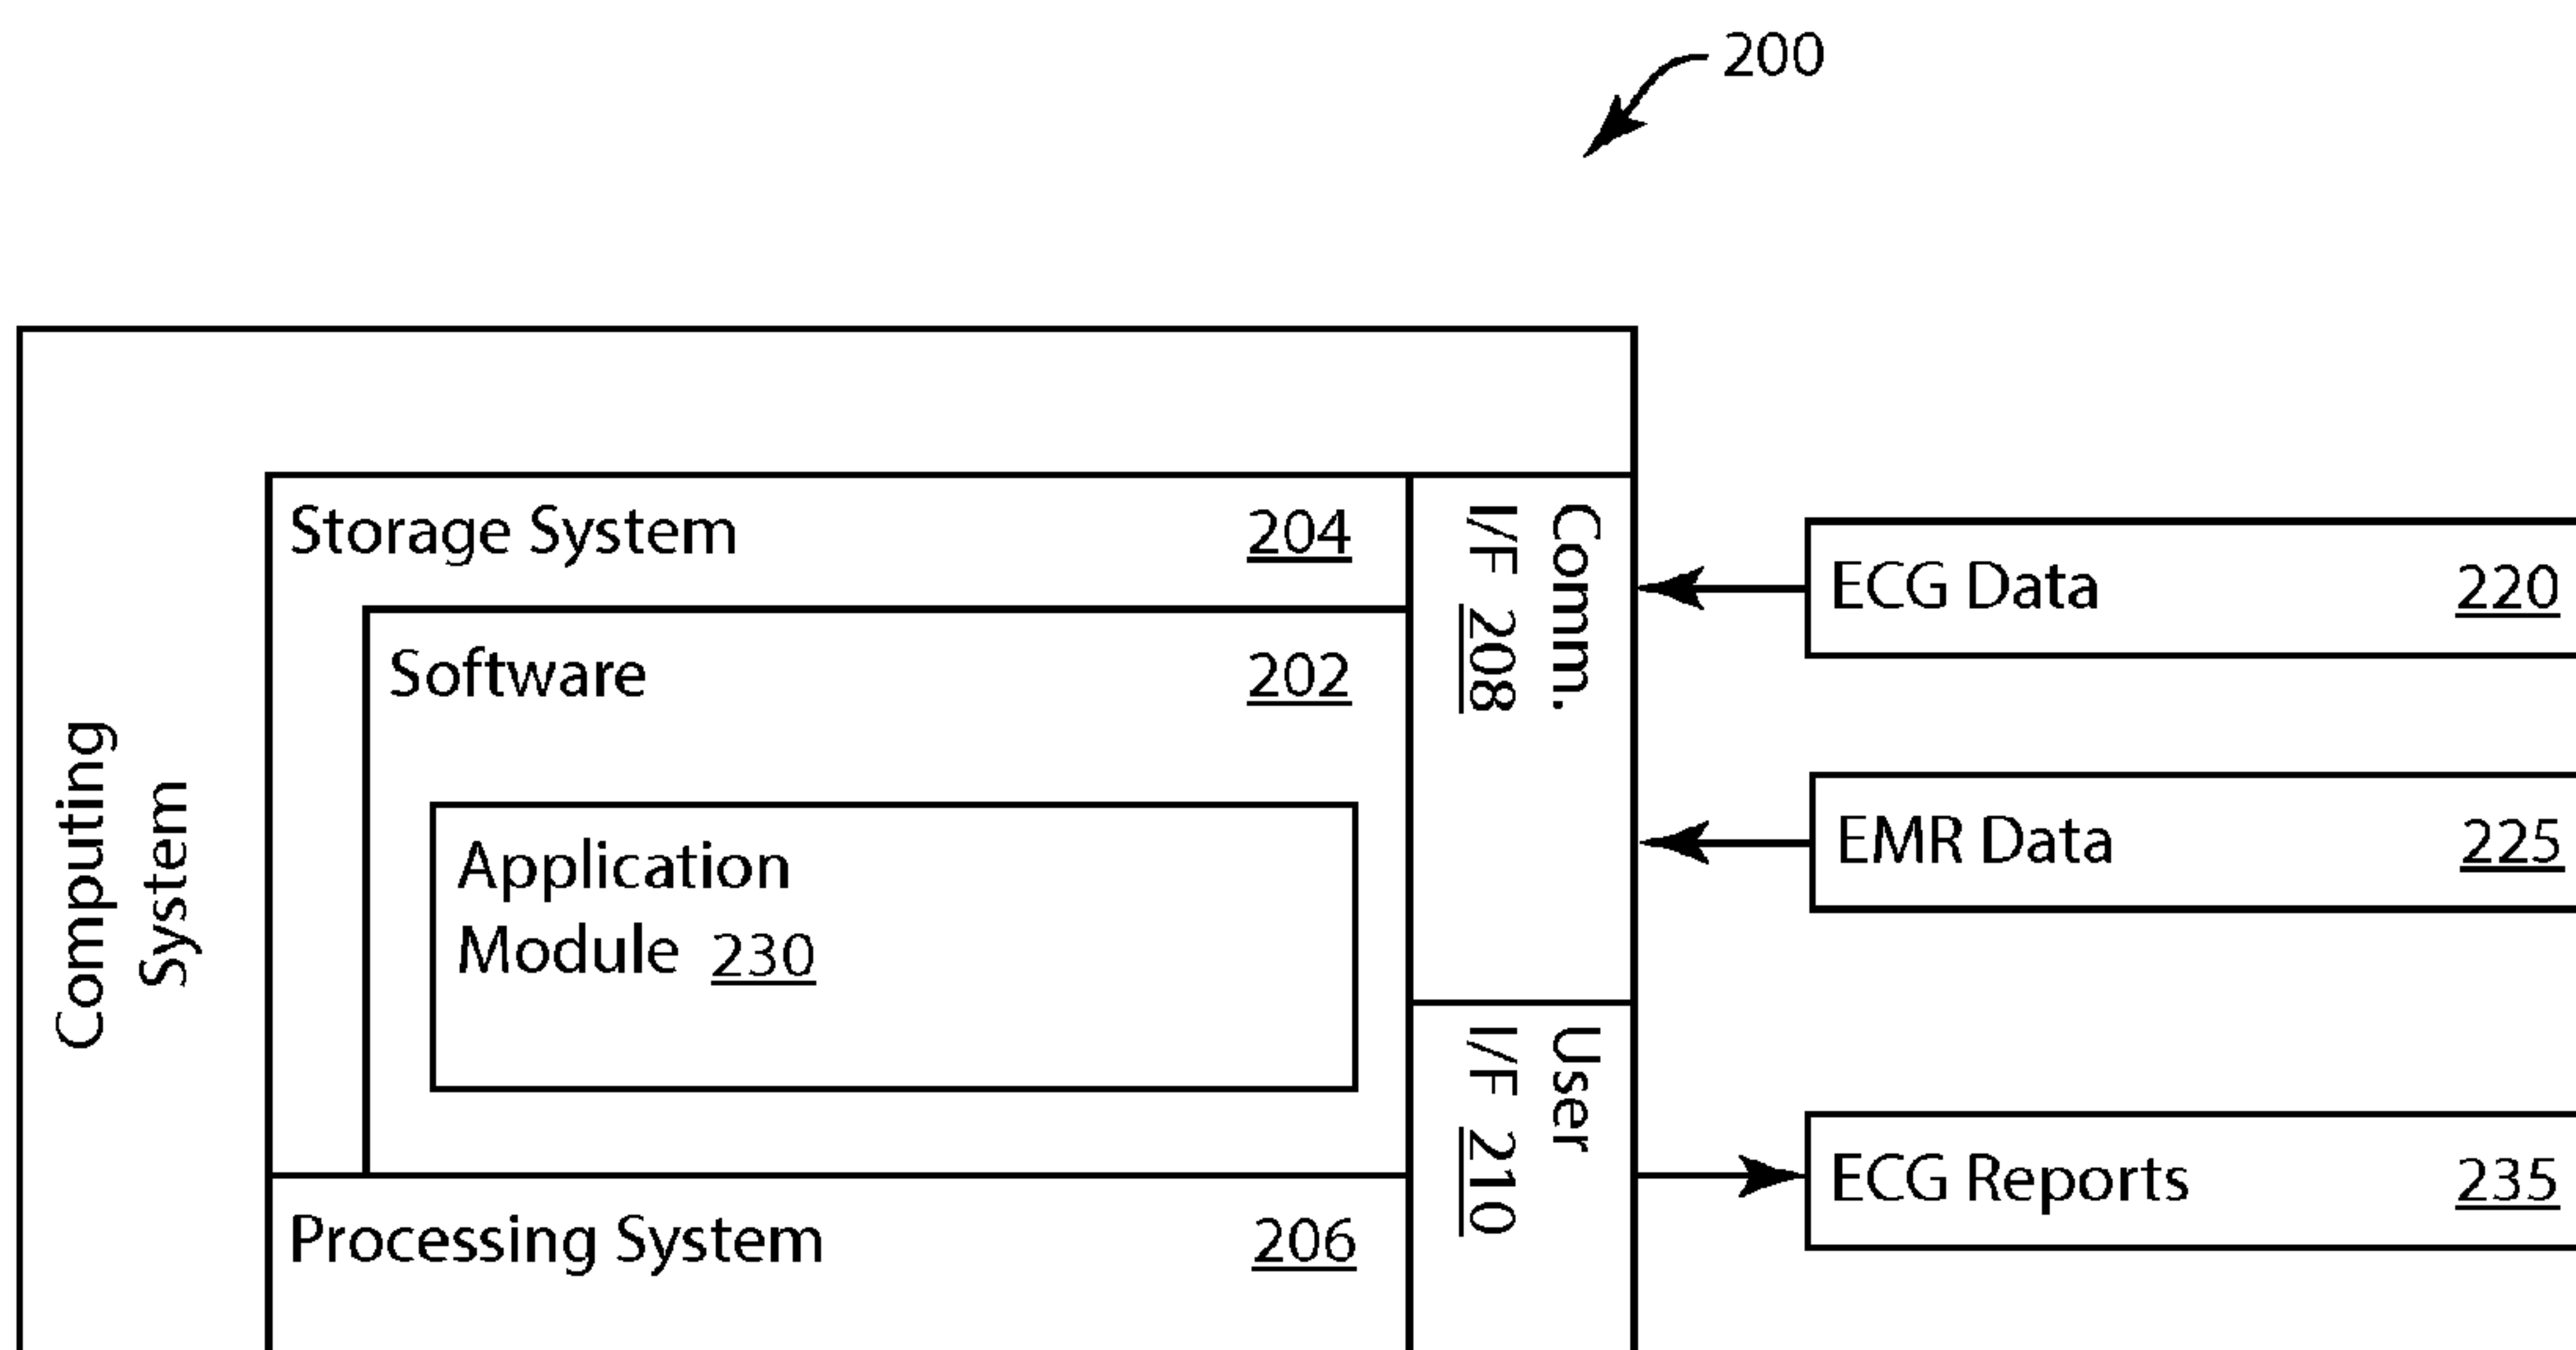 200
Computing
System
Storage System 204
Software 202
Application
Module 230
Processing System 206
Comm.
I/F 208
User
I/F 210
ECG Data 220
EMR Data 225
ECG Reports 235